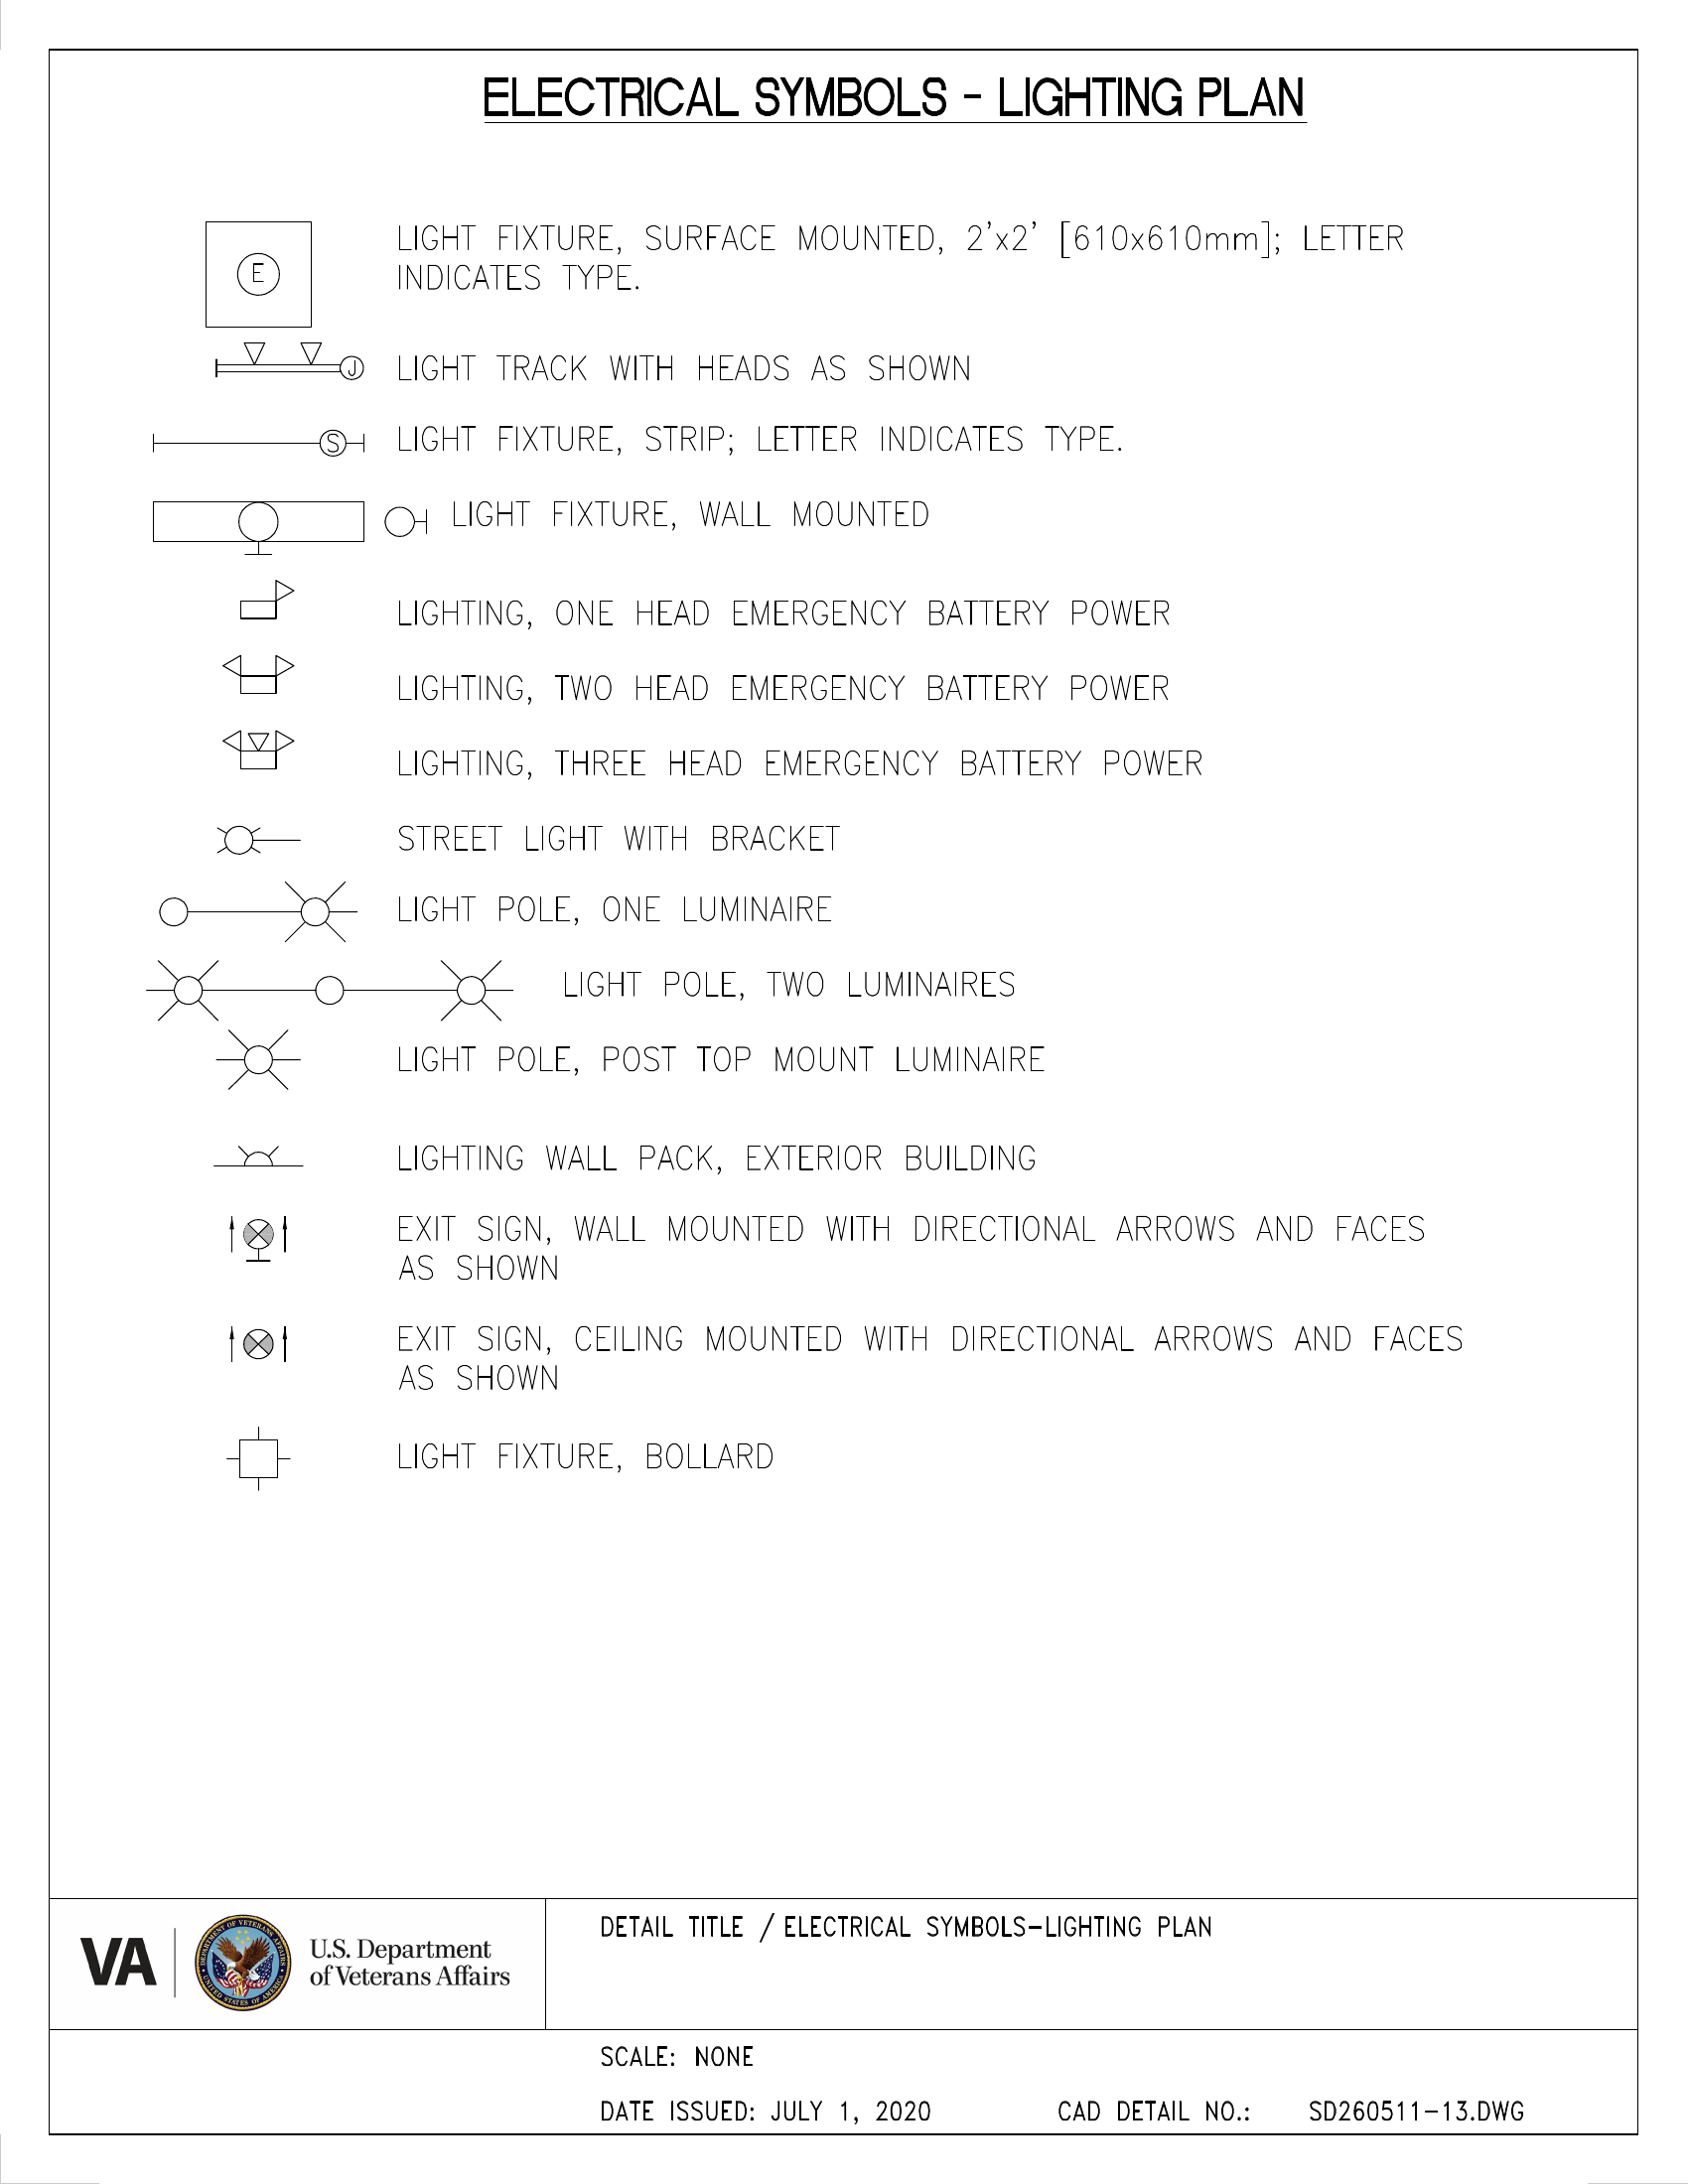 ELECTRICAL SYMBOLS - LIGHTING PLAN
E
LIGHT FIXTURE, SURFACE MOUNTED, 2'x2' [610x610mm]; LETTER
INDICATES TYPE.
J
LIGHT TRACK WITH HEADS AS SHOWN
S
LIGHT FIXTURE, STRIP; LETTER INDICATES TYPE.
LIGHT FIXTURE, WALL MOUNTED
LIGHTING, ONE HEAD EMERGENCY BATTERY POWER
LIGHTING, TWO HEAD EMERGENCY BATTERY POWER
LIGHTING, THREE HEAD EMERGENCY BATTERY POWER
STREET LIGHT WITH BRACKET
LIGHT POLE, ONE LUMINAIRE
LIGHT POLE, TWO LUMINAIRES
LIGHT POLE, POST TOP MOUNT LUMINAIRE
LIGHTING WALL PACK, EXTERIOR BUILDING
EXIT SIGN, WALL MOUNTED WITH DIRECTIONAL ARROWS AND FACES
AS SHOWN
EXIT SIGN, CEILING MOUNTED WITH DIRECTIONAL ARROWS AND FACES
AS SHOWN
LIGHT FIXTURE, BOLLARD
VA
DEPARTMENT OF VETERANS AFFAIRS
UNITED STATES OF AMERICA
U.S. Department
of Veterans Affairs
DETAIL TITLE / ELECTRICAL SYMBOLS-LIGHTING PLAN
SCALE: NONE
DATE ISSUED: JULY 1, 2020 CAD DETAIL NO.: SD260511-13.DWG